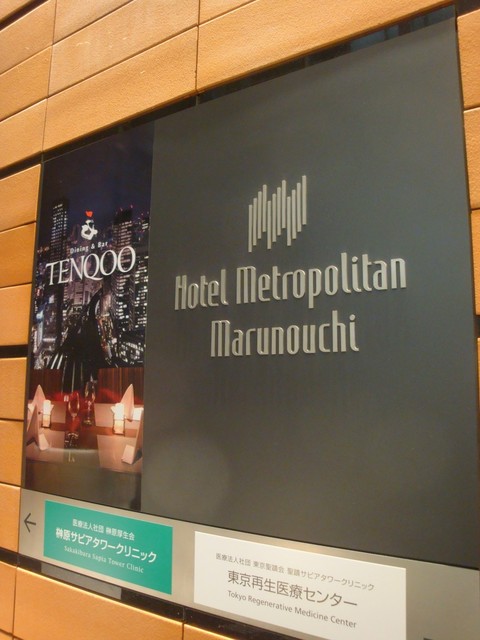 Dining & Bar
TENQOO
Hotel Metropolitan
Marunouchi
医療法人社団 榊原厚生会
榊原サピアタワークリニック
Sakakibara Sapia Tower Clinic
医療法人社団 東京聖議会 聖議サピアタワークリニック
東京再生医療センター
Tokyo Regenerative Medicine Center